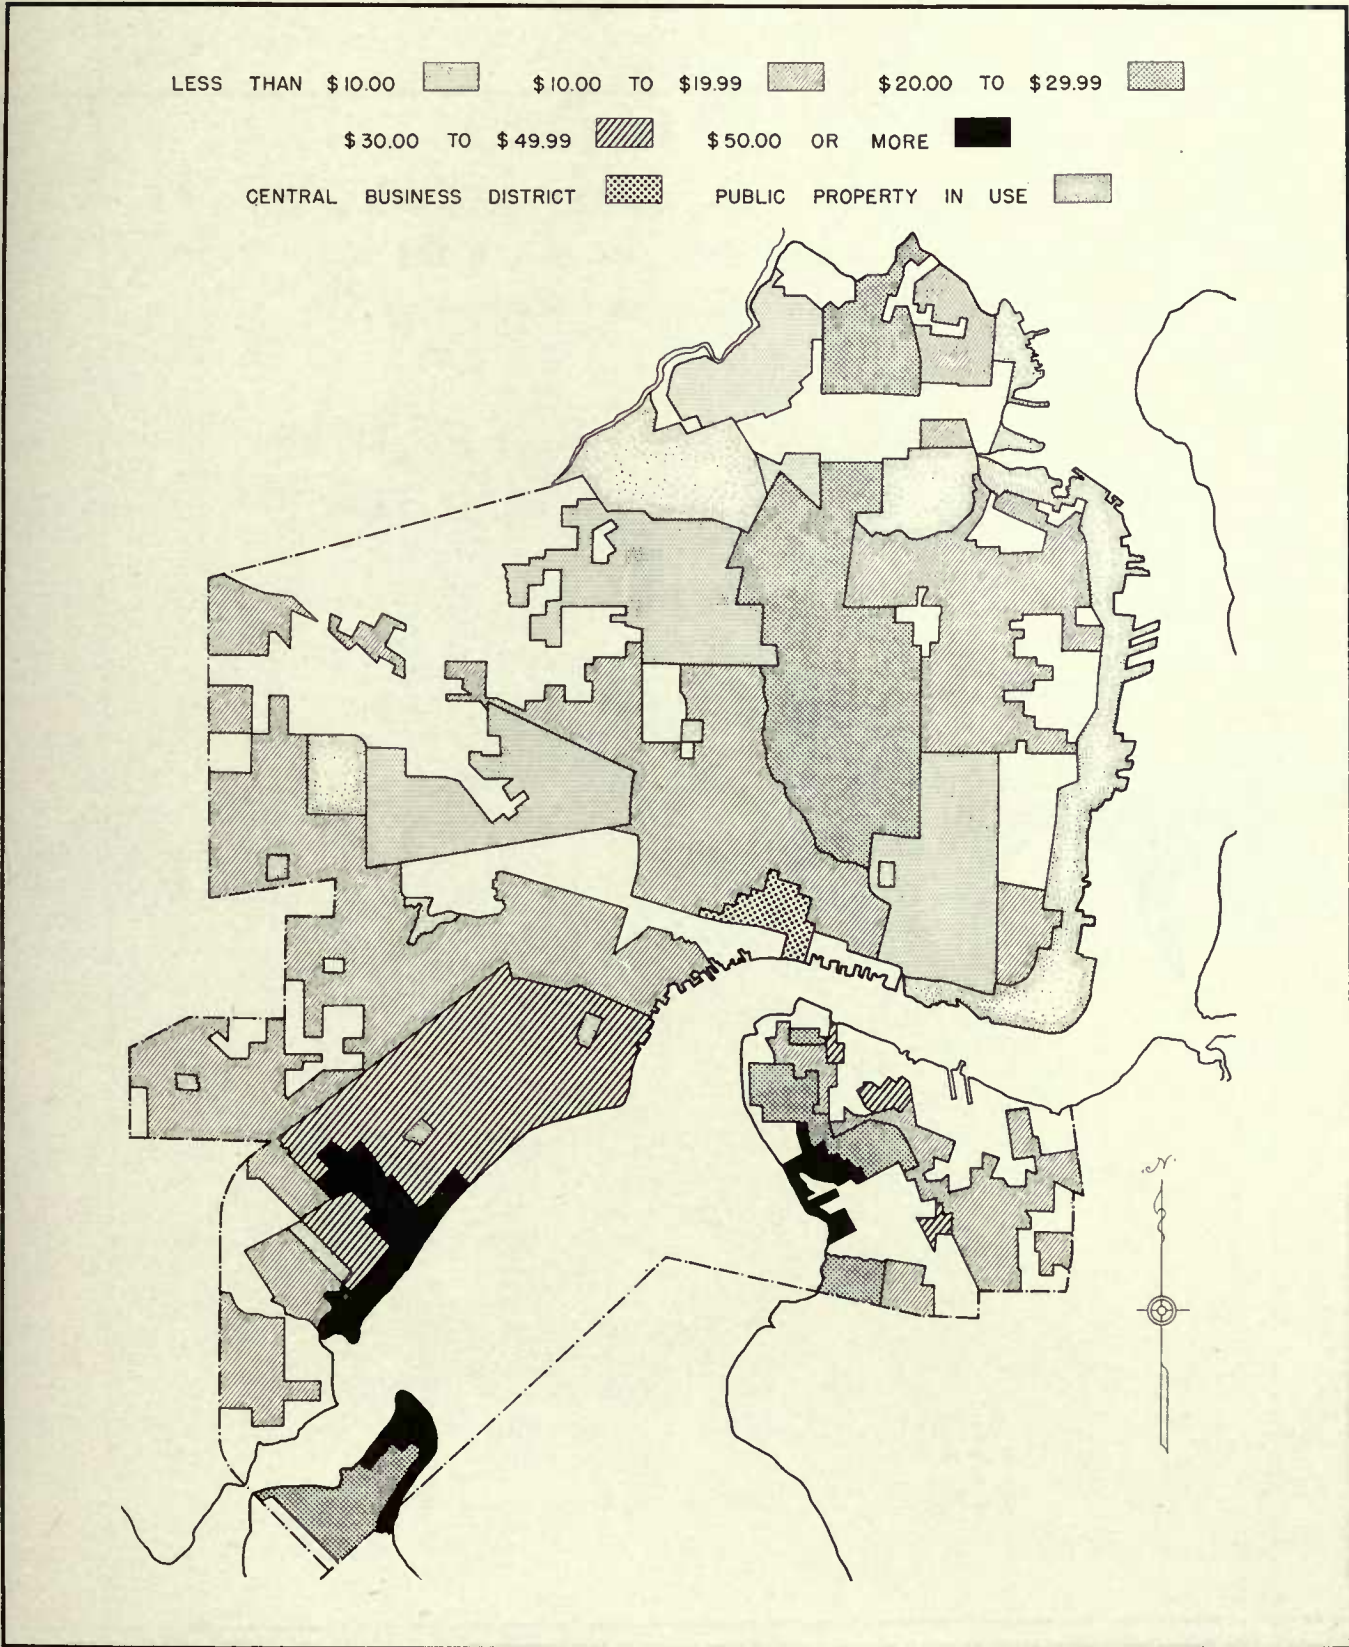 LESS THAN $10.00 $10.00 TO $19.99 $20.00 TO $29.99
$30.00 TO $49.99 $50.00 OR MORE
CENTRAL BUSINESS DISTRICT PUBLIC PROPERTY IN USE
.N.